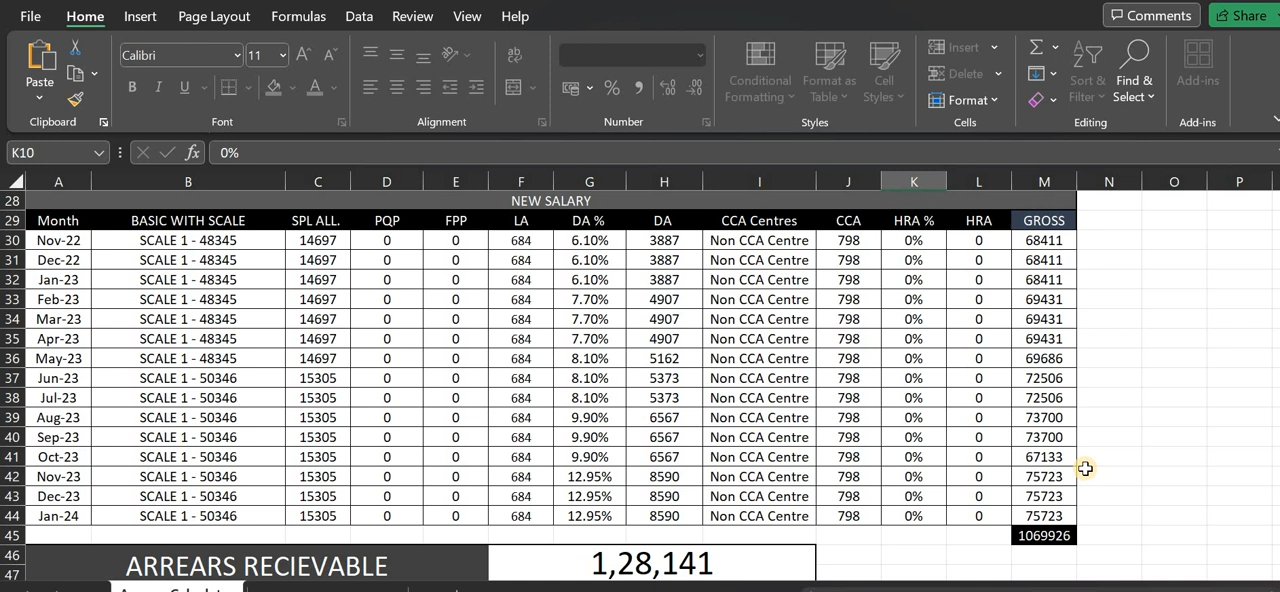 File Home Insert Page Layout Formulas Data Review View Help Comments Share
Paste Calibri 11 Conditional Formatting Format as Table Cell Styles Insert Delete Format Sort & Filter Find & Select Add-ins
Clipboard Font Alignment Number Styles Cells Editing Add-ins
K10 fx 0%
A B C D E F G H I J K L M N O P
28 NEW SALARY
29 Month BASIC WITH SCALE SPL ALL. PQP FPP LA DA % DA CCA Centres CCA HRA % HRA GROSS
30 Nov-22 SCALE 1 - 48345 14697 0 0 684 6.10% 3887 Non CCA Centre 798 0% 0 68411
31 Dec-22 SCALE 1 - 48345 14697 0 0 684 6.10% 3887 Non CCA Centre 798 0% 0 68411
32 Jan-23 SCALE 1 - 48345 14697 0 0 684 6.10% 3887 Non CCA Centre 798 0% 0 68411
33 Feb-23 SCALE 1 - 48345 14697 0 0 684 7.70% 4907 Non CCA Centre 798 0% 0 69431
34 Mar-23 SCALE 1 - 48345 14697 0 0 684 7.70% 4907 Non CCA Centre 798 0% 0 69431
35 Apr-23 SCALE 1 - 48345 14697 0 0 684 7.70% 4907 Non CCA Centre 798 0% 0 69431
36 May-23 SCALE 1 - 48345 14697 0 0 684 8.10% 5162 Non CCA Centre 798 0% 0 69686
37 Jun-23 SCALE 1 - 50346 15305 0 0 684 8.10% 5373 Non CCA Centre 798 0% 0 72506
38 Jul-23 SCALE 1 - 50346 15305 0 0 684 8.10% 5373 Non CCA Centre 798 0% 0 72506
39 Aug-23 SCALE 1 - 50346 15305 0 0 684 9.90% 6567 Non CCA Centre 798 0% 0 73700
40 Sep-23 SCALE 1 - 50346 15305 0 0 684 9.90% 6567 Non CCA Centre 798 0% 0 73700
41 Oct-23 SCALE 1 - 50346 15305 0 0 684 9.90% 6567 Non CCA Centre 798 0% 0 67133
42 Nov-23 SCALE 1 - 50346 15305 0 0 684 12.95% 8590 Non CCA Centre 798 0% 0 75723
43 Dec-23 SCALE 1 - 50346 15305 0 0 684 12.95% 8590 Non CCA Centre 798 0% 0 75723
44 Jan-24 SCALE 1 - 50346 15305 0 0 684 12.95% 8590 Non CCA Centre 798 0% 0 75723
45 1069926
46 ARREARS RECIEVABLE 1,28,141
47